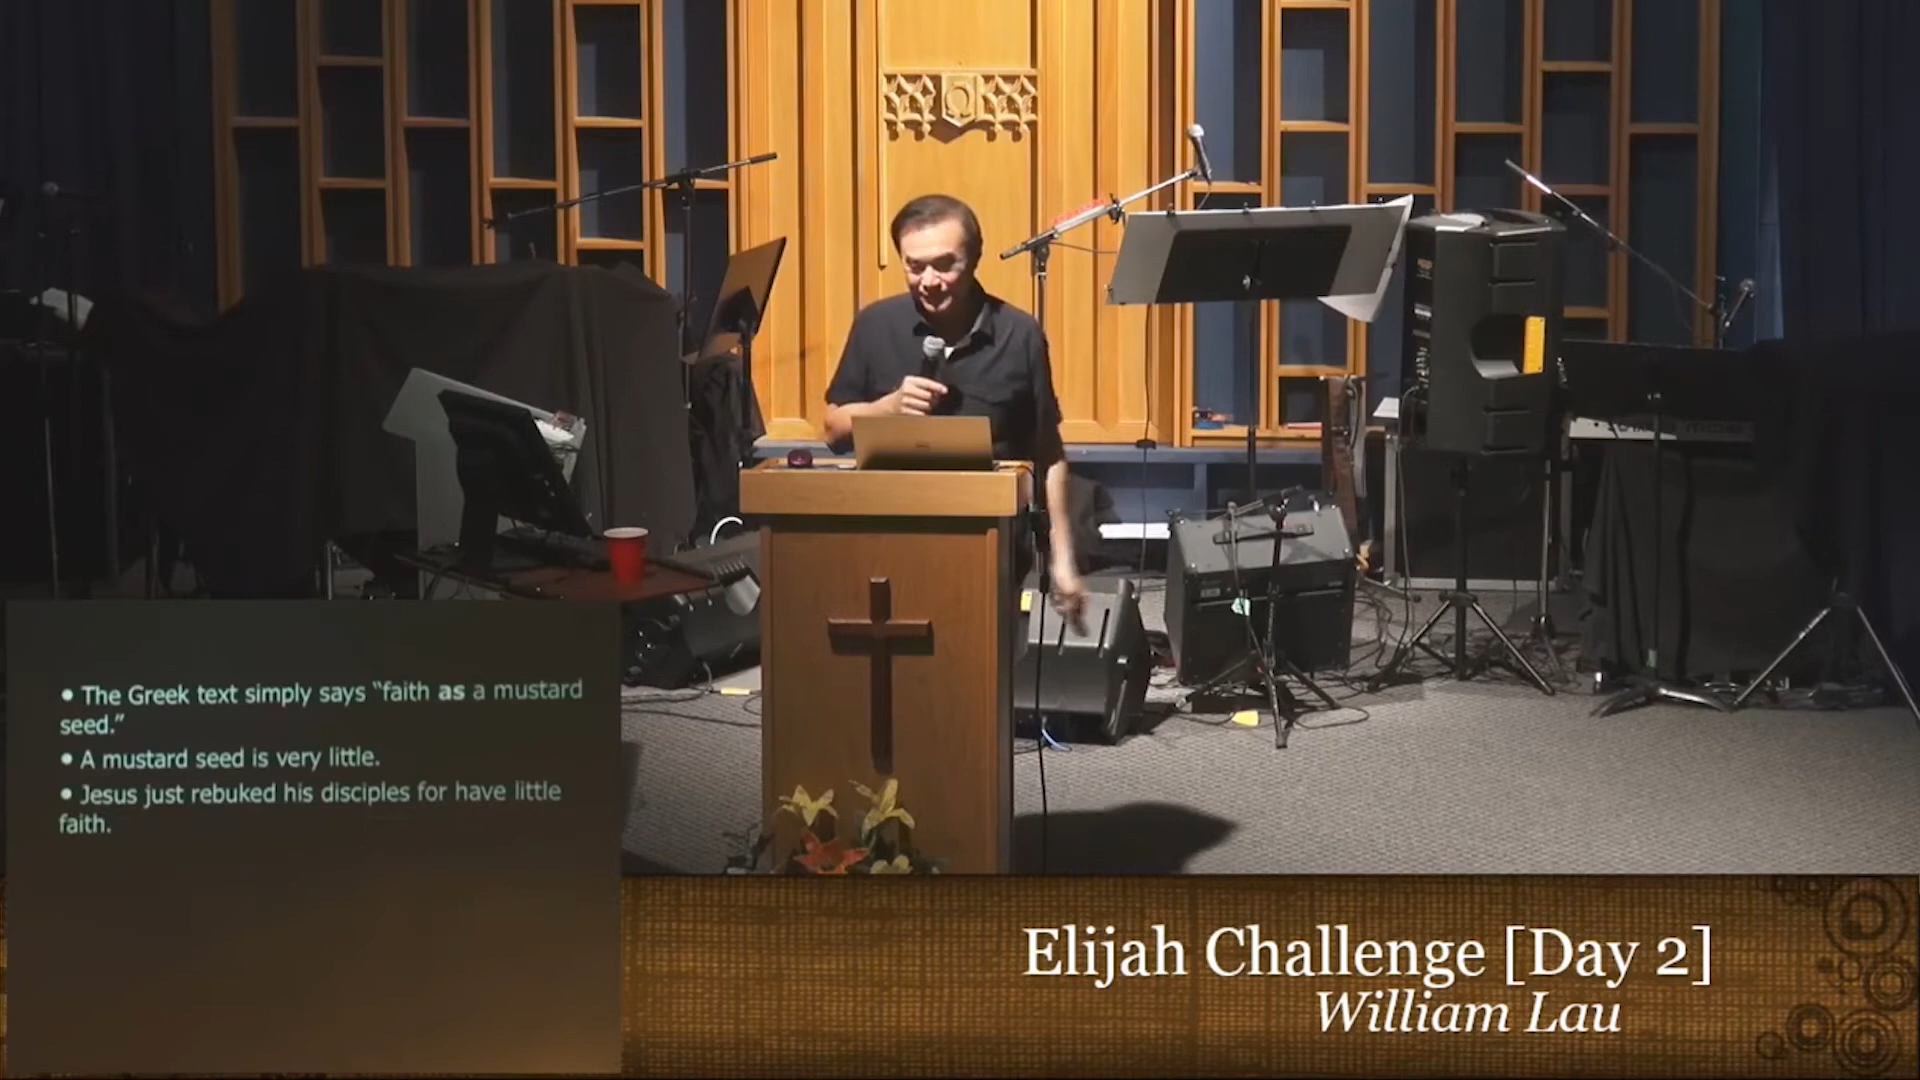 • The Greek text simply says “faith as a mustard
seed.”
• A mustard seed is very little.
• Jesus just rebuked his disciples for have little
faith.
Elijah Challenge [Day 2]
William Lau